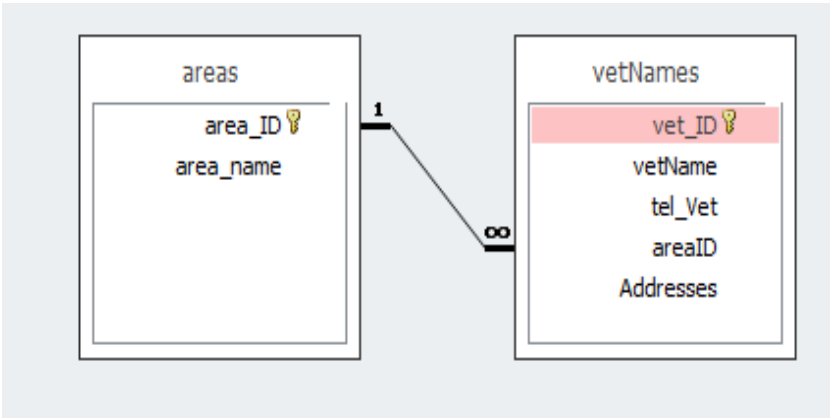 areas
area_ID
area_name
1
∞
vetNames
vet_ID
vetName
tel_Vet
areaID
Addresses